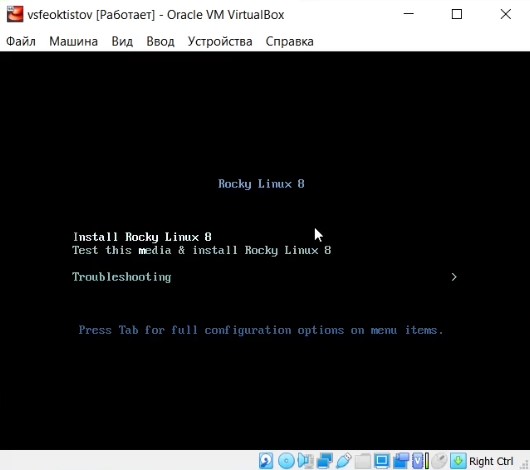 vsfeoktistov [Работает] - Oracle VM VirtualBox
Файл Машина Вид Ввод Устройства Справка
Rocky Linux 8
Install Rocky Linux 8
Test this media & install Rocky Linux 8
Troubleshooting >
Press Tab for full configuration options on menu items.
Right Ctrl